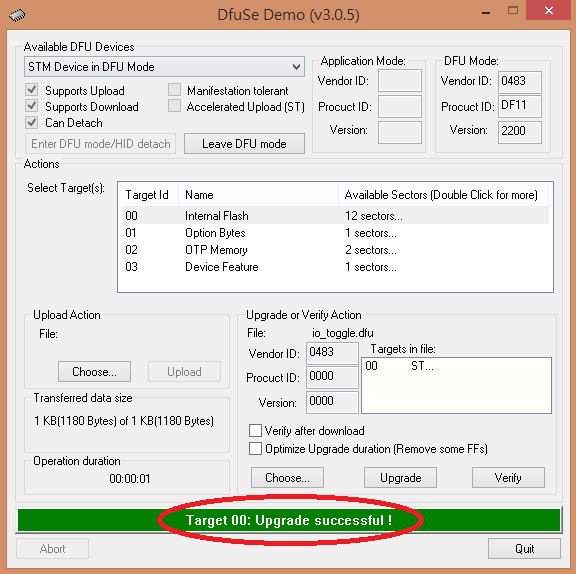 DfuSe Demo (v3.0.5)
Available DFU Devices
STM Device in DFU Mode
Supports Upload
Manifestation tolerant
Supports Download
Accelerated Upload (ST)
Can Detach
Enter DFU mode/HID detach
Leave DFU mode
Application Mode:
Vendor ID:
Procuct ID:
Version:
DFU Mode:
Vendor ID: 0483
Procuct ID: DF11
Version: 2200
Actions
Select Target(s):
Target Id Name Available Sectors (Double Click for more)
00 Internal Flash 12 sectors...
01 Option Bytes 1 sectors...
02 OTP Memory 2 sectors...
03 Device Feature 1 sectors...
Upload Action
File:
Choose... Upload
Transferred data size
1 KB(1180 Bytes) of 1 KB(1180 Bytes)
Operation duration
00:00:01
Upgrade or Verify Action
File: io_toggle.dfu
Vendor ID: 0483
Procuct ID: 0000
Version: 0000
Targets in file:
00 ST...
Verify after download
Optimize Upgrade duration (Remove some FFs)
Choose... Upgrade Verify
Target 00: Upgrade successful !
Abort Quit